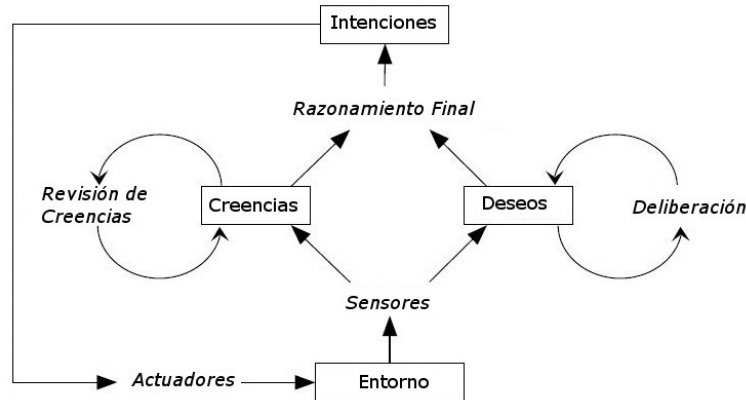 Intenciones
Razonamiento Final
Revisión de
Creencias
Creencias
Deseos
Deliberación
Sensores
Actuadores
Entorno